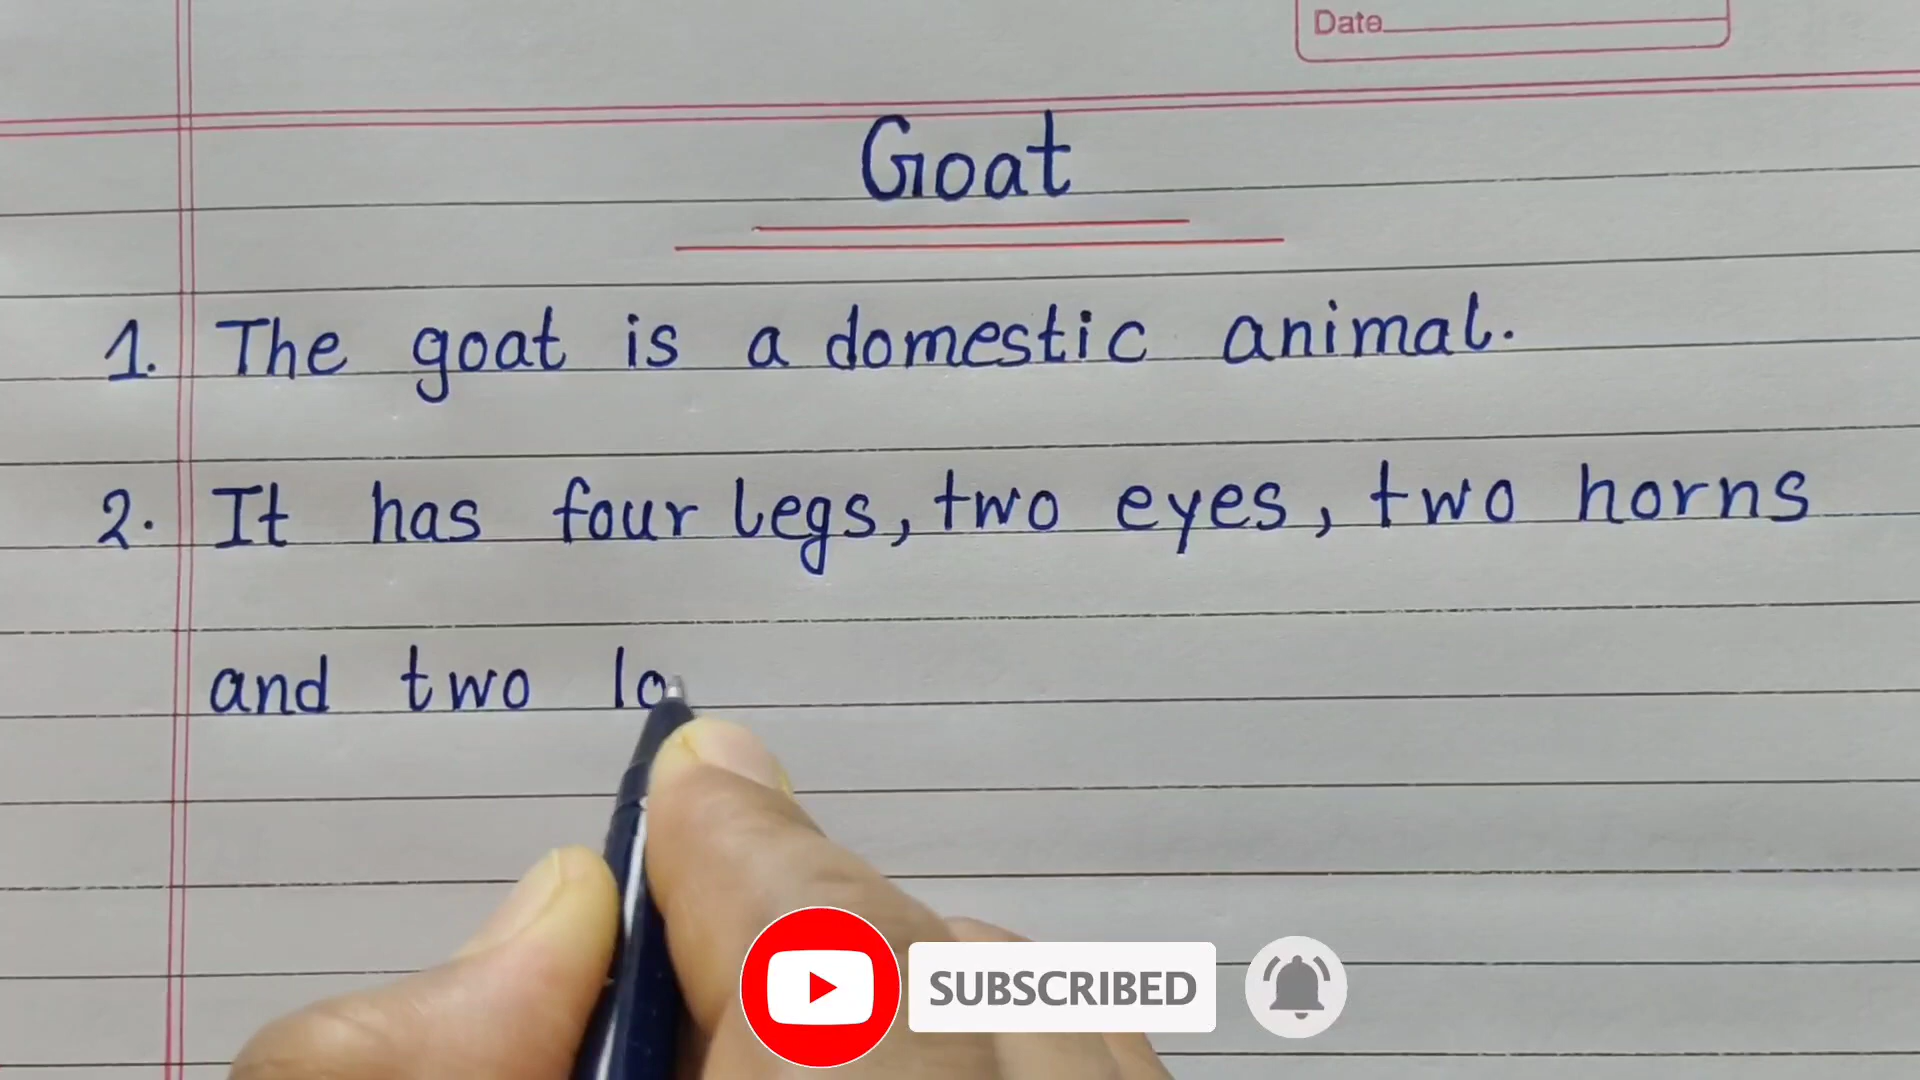 Date
Goat
1. The goat is a domestic animal.
2. It has four legs, two eyes, two horns
and two lo
SUBSCRIBED